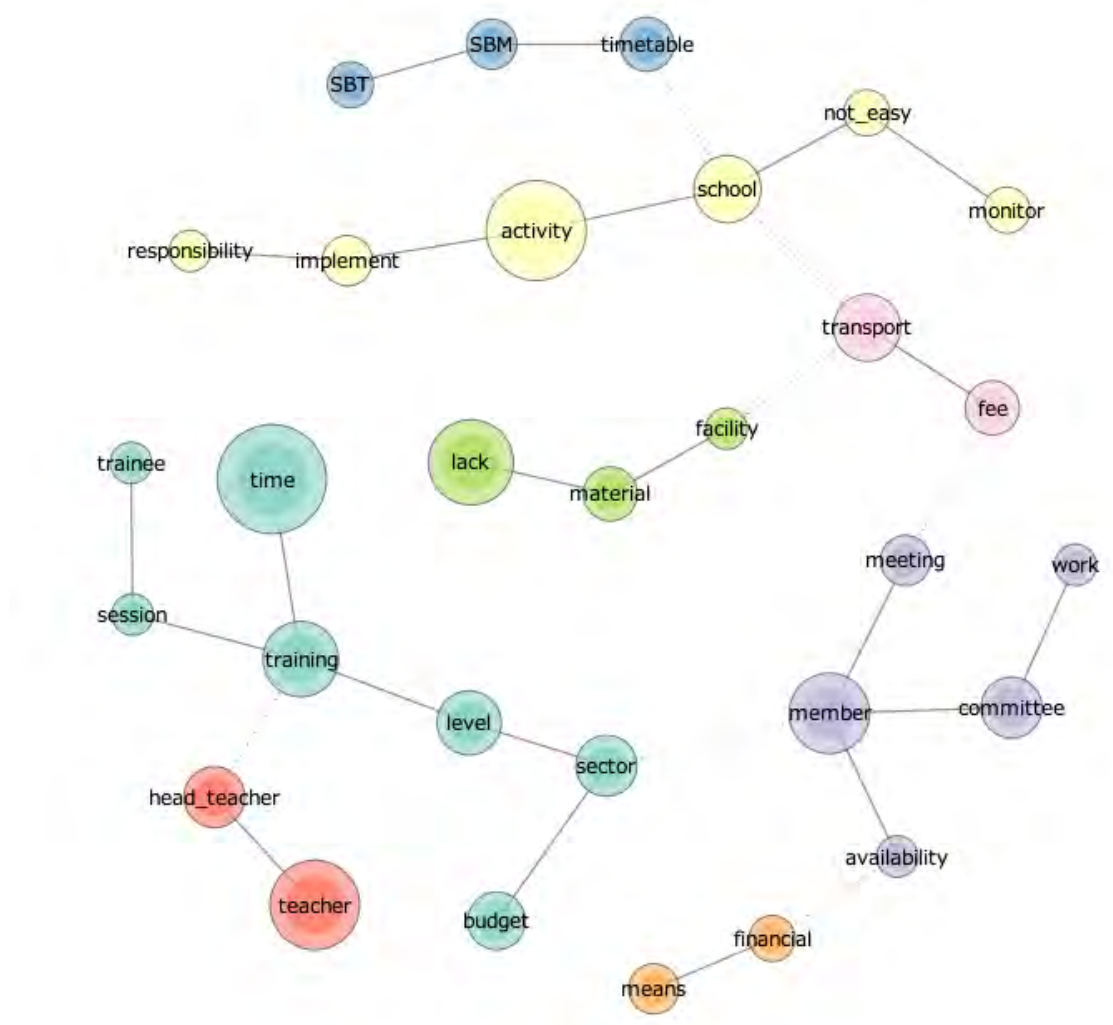 SBM
timetable
SBT
not_easy
school
monitor
activity
responsibility
implement
transport
fee
facility
trainee
lack
time
material
meeting
work
session
training
member
committee
level
sector
head_teacher
availability
teacher
budget
financial
means